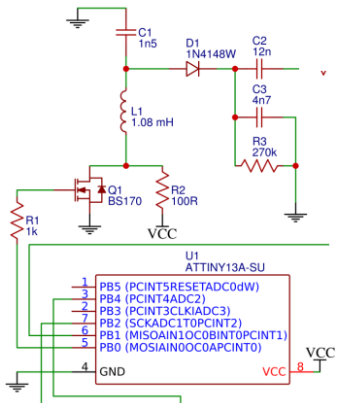 C1
1n5
D1
1N4148W
C2
12n
C3
4n7
L1
1.08 mH
R3
270k
Q1
BS170
R2
100R
R1
1k
VCC
U1
ATTINY13A-SU
1 PB5 (PCINT5RESETADC0dW)
3 PB4 (PCINT4ADC2)
2 PB3 (PCINT3CLKIADC3)
7 PB2 (SCKADC1T0PCINT2)
6 PB1 (MISOAIN1OC0BINT0PCINT1)
5 PB0 (MOSIAIN0OC0APCINT0)
VCC
4 GND VCC 8